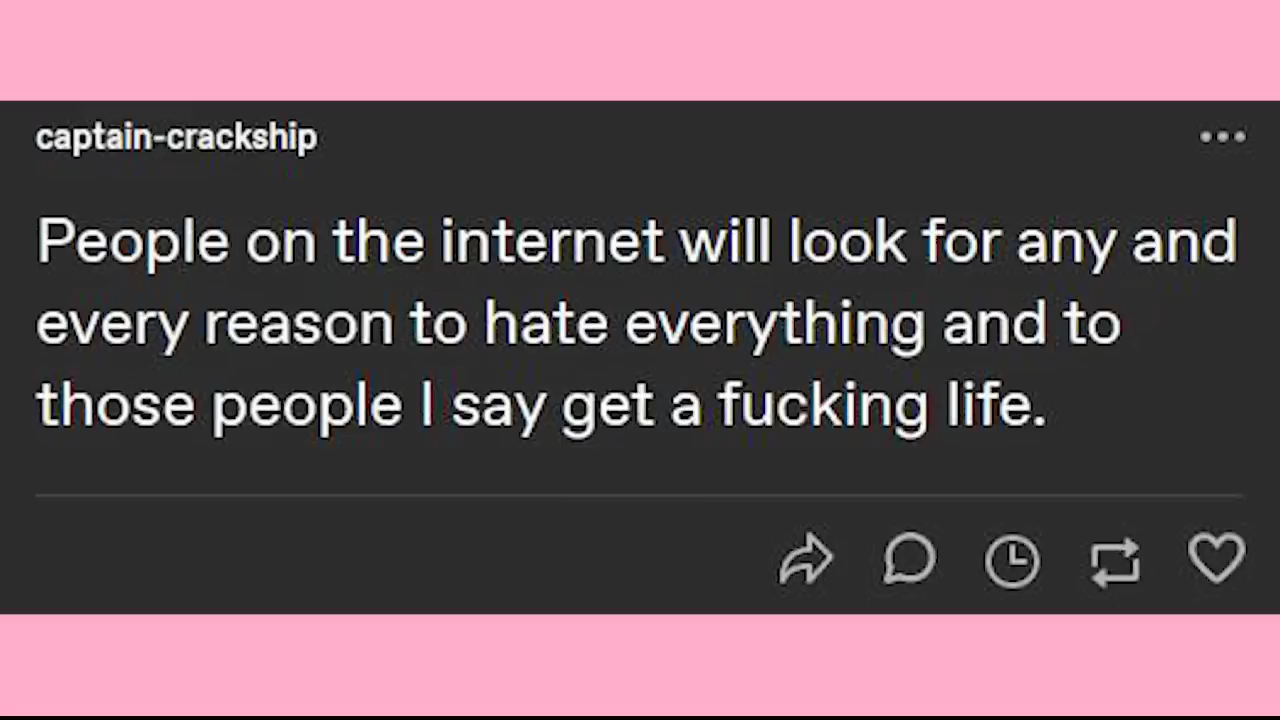 captain-crackship
People on the internet will look for any and
every reason to hate everything and to
those people I say get a fucking life.